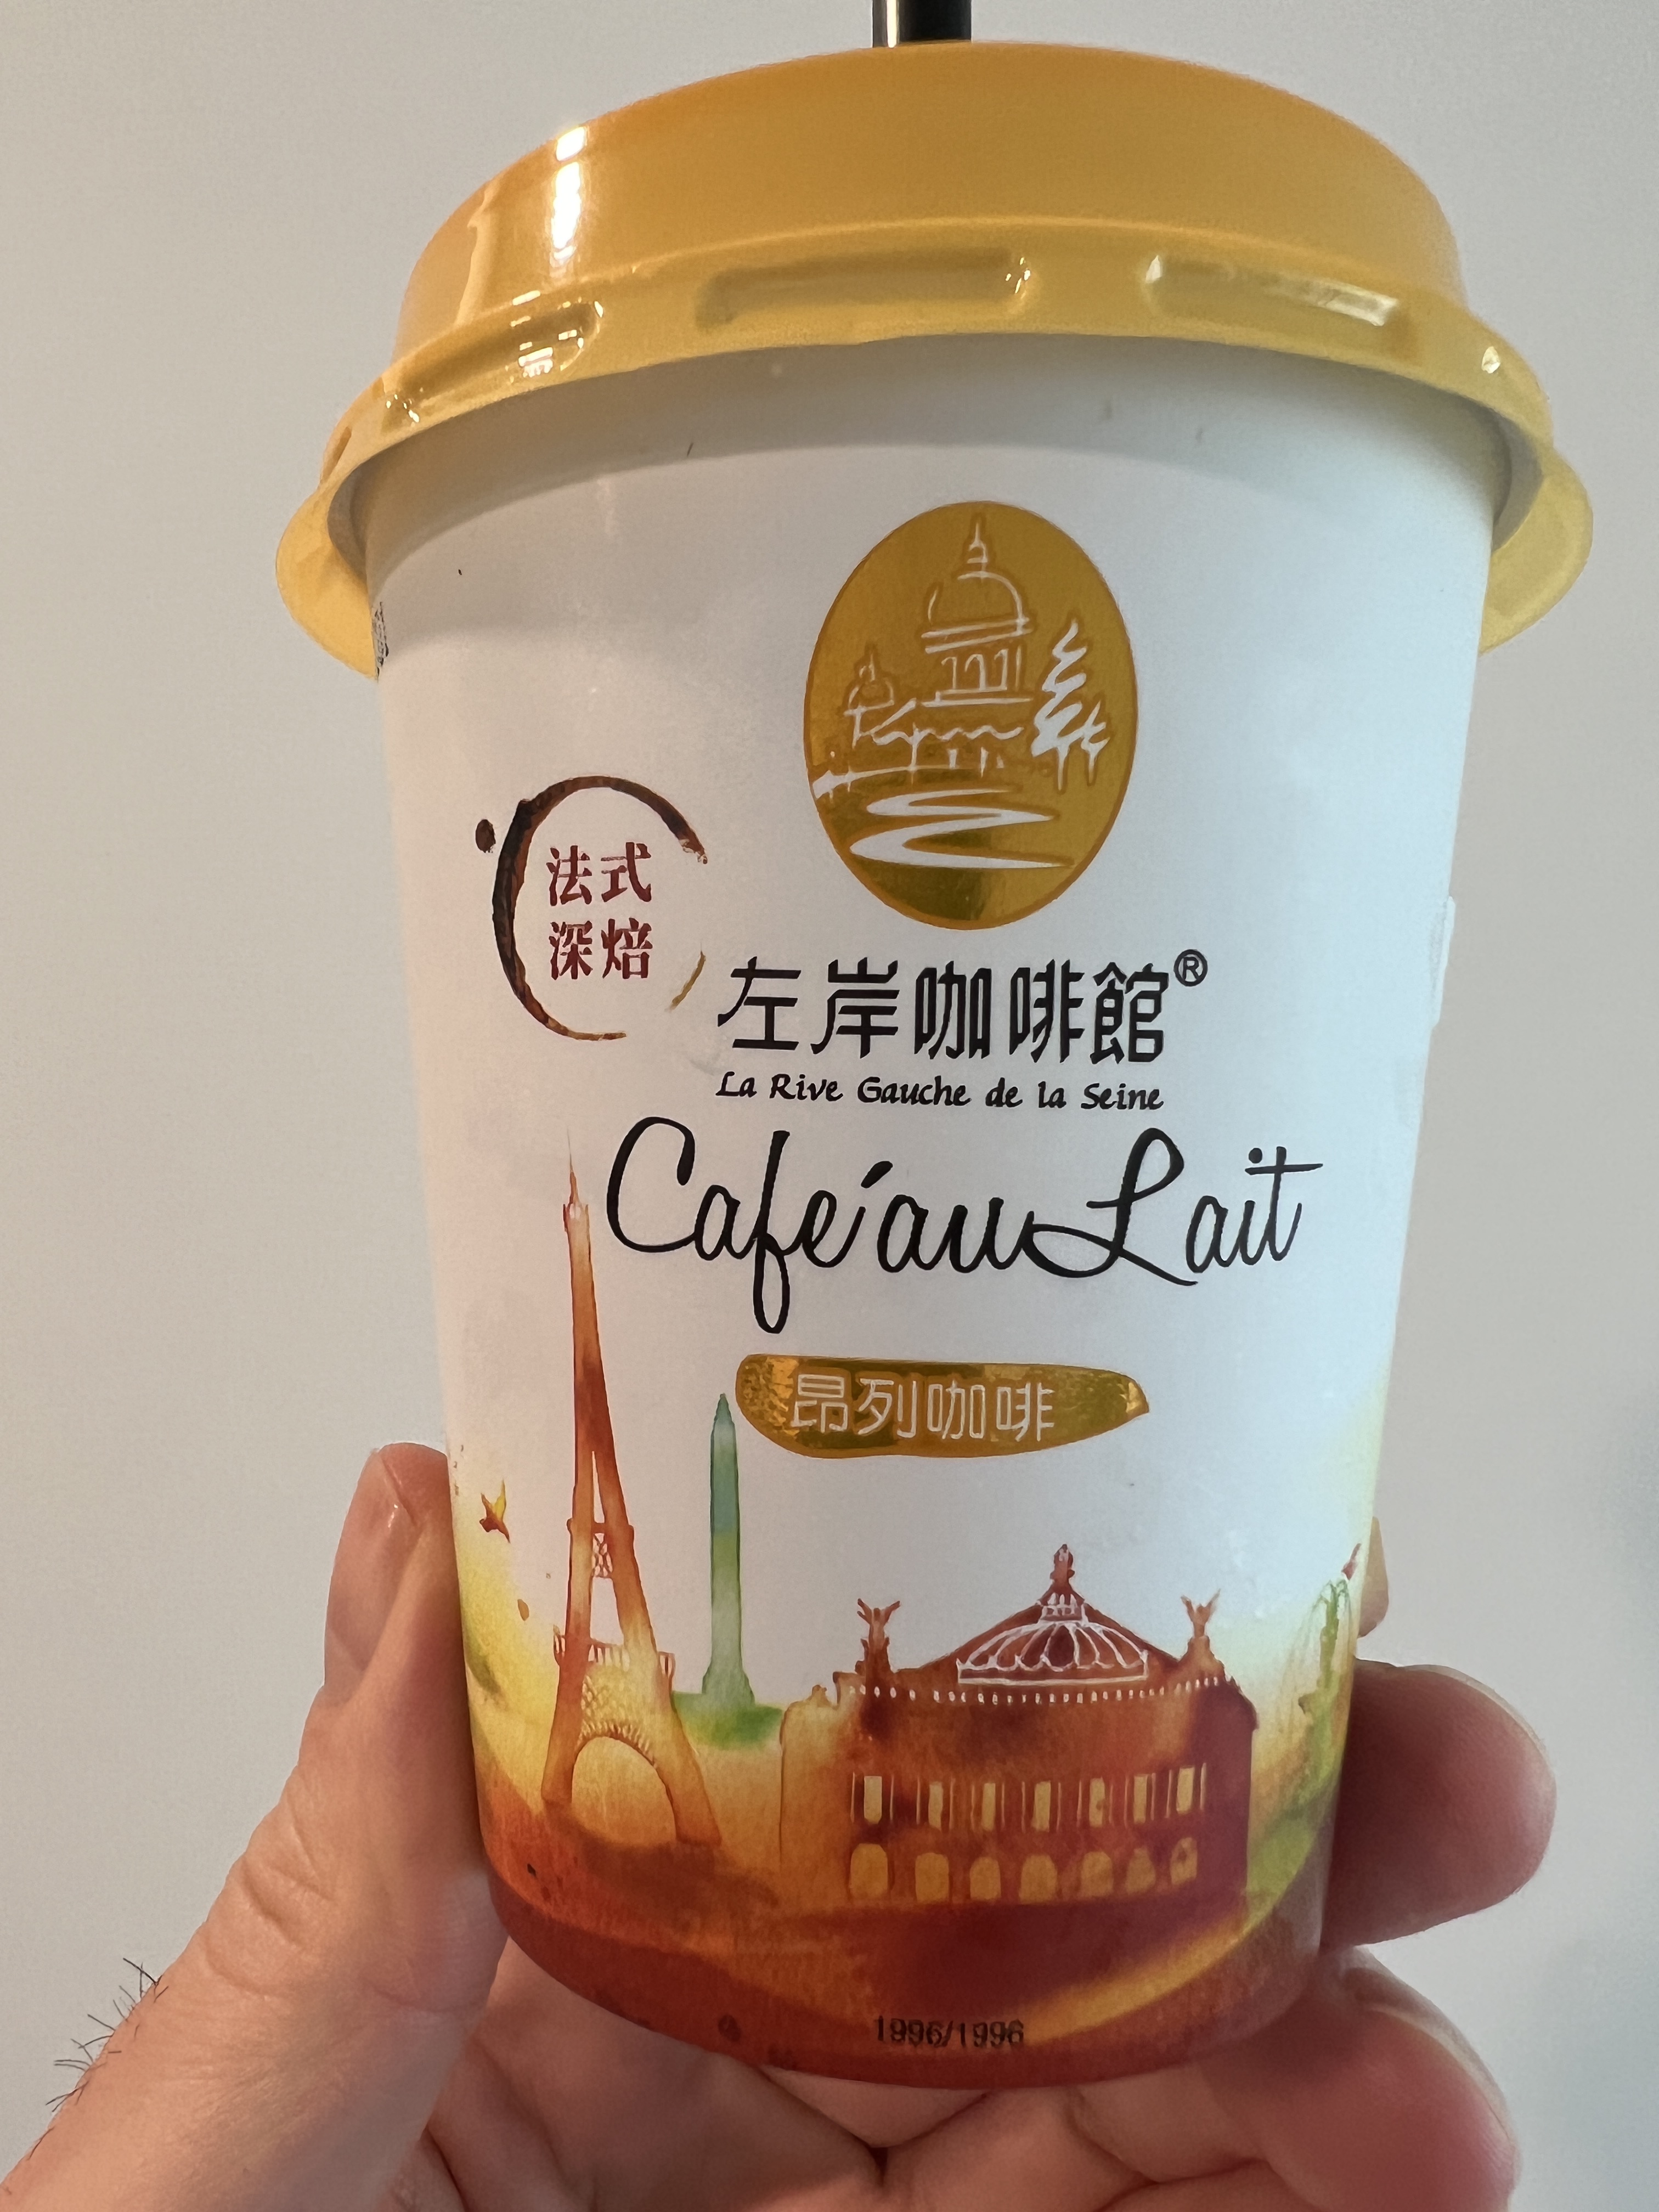 法式
深焙
左岸咖啡館®
La Rive Gauche de la Seine
Café au Lait
昂列咖啡
1996/1996